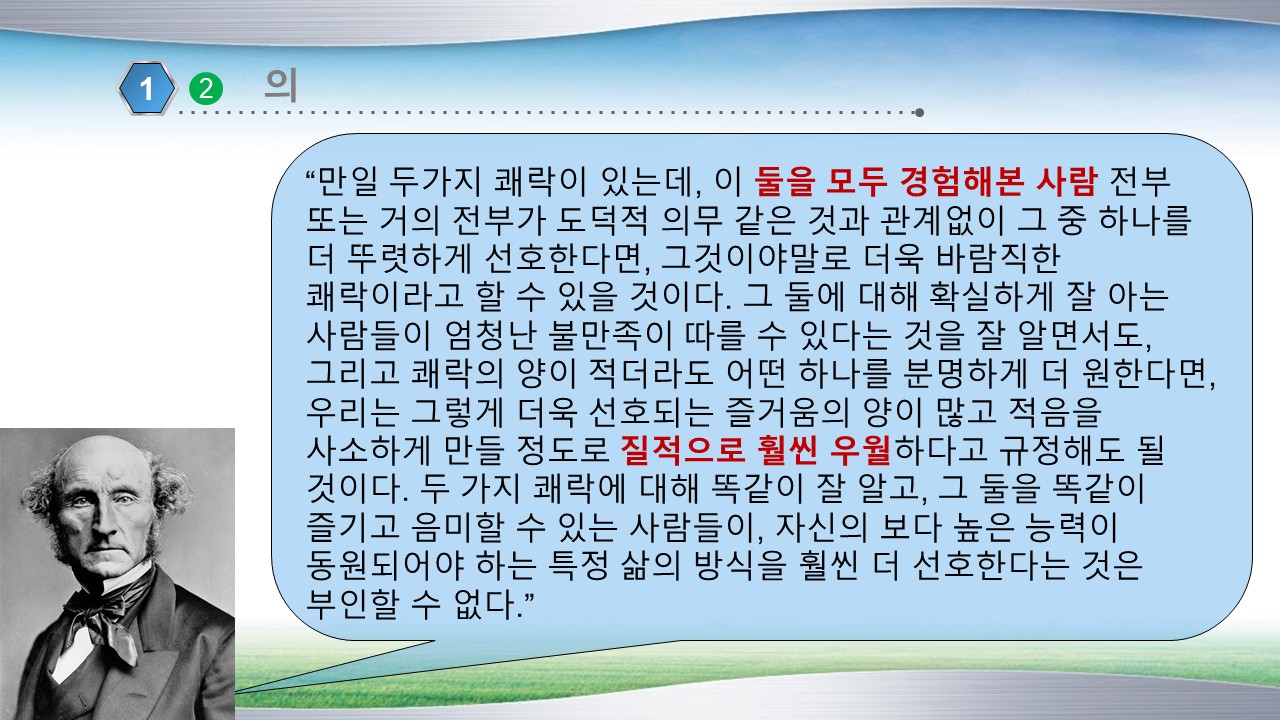 1 2 의
“만일 두가지 쾌락이 있는데, 이 둘을 모두 경험해본 사람 전부
또는 거의 전부가 도덕적 의무 같은 것과 관계없이 그 중 하나를
더 뚜렷하게 선호한다면, 그것이야말로 더욱 바람직한
쾌락이라고 할 수 있을 것이다. 그 둘에 대해 확실하게 잘 아는
사람들이 엄청난 불만족이 따를 수 있다는 것을 잘 알면서도,
그리고 쾌락의 양이 적더라도 어떤 하나를 분명하게 더 원한다면,
우리는 그렇게 더욱 선호되는 즐거움의 양이 많고 적음을
사소하게 만들 정도로 질적으로 훨씬 우월하다고 규정해도 될
것이다. 두 가지 쾌락에 대해 똑같이 잘 알고, 그 둘을 똑같이
즐기고 음미할 수 있는 사람들이, 자신의 보다 높은 능력이
동원되어야 하는 특정 삶의 방식을 훨씬 더 선호한다는 것은
부인할 수 없다.”